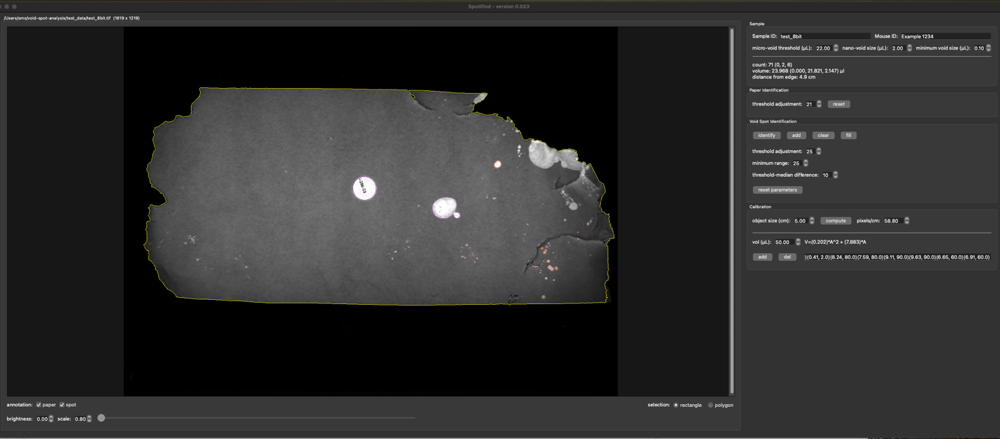 Spotifind - version 0.023
/Users/sms/void-spot-analysis/test_data/test_8bit.tif (1619 x 1219)
Sample
Sample ID: test_8bit Mouse ID: Example 1234
micro-void threshold (µL): 22.00 nano-void size (µL): 2.00 minimum void size (µL): 0.10
count: 71 (0, 2, 6)
volume: 23.968 (0.000, 21.821, 2.147) µl
distance from edge: 4.9 cm
Paper Identification
threshold adjustment: 21 reset
Void Spot Identification
identify add clear fill
threshold adjustment: 25
minimum range: 25
threshold-median difference: 10
reset parameters
Calibration
object size (cm): 5.00 compute pixels/cm: 58.80
vol (µL): 50.00 V=(0.202)*A^2 + (7.883)*A
add del )(0.41, 2.0)(8.24, 80.0)(7.59, 80.0)(9.11, 90.0)(9.63, 90.0)(6.65, 60.0)(6.91, 60.0)
annotation: paper spot selection: rectangle polygon
brightness: 0.00 scale: 0.80